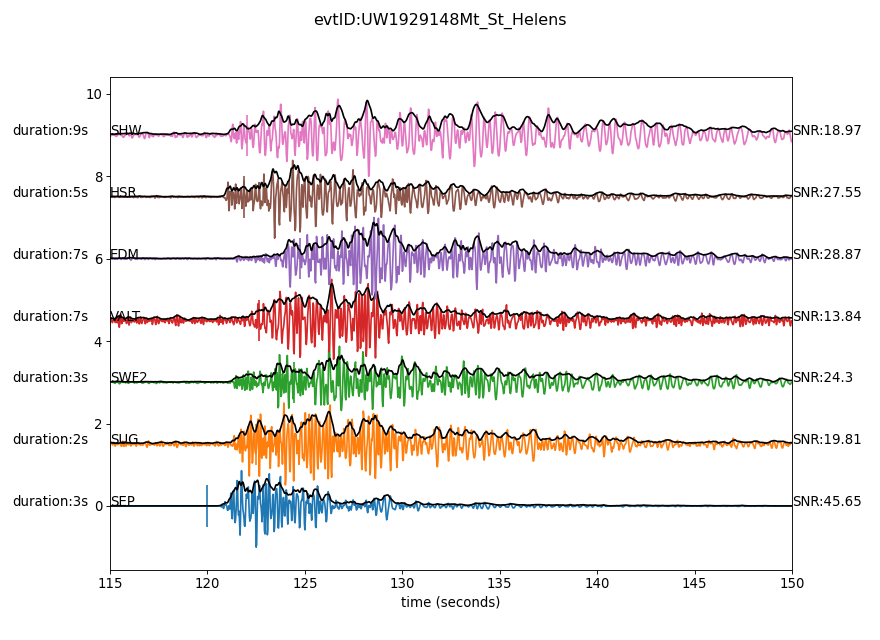 evtID:UW1929148Mt_St_Helens
10
duration:9s SHW SNR:18.97
8
duration:5s HSR SNR:27.55
6
duration:7s EDM SNR:28.87
duration:7s VALT SNR:13.84
4
duration:3s SWF2 SNR:24.3
2
duration:2s SUG SNR:19.81
0
duration:3s SEP SNR:45.65
115 120 125 130 135 140 145 150
time (seconds)